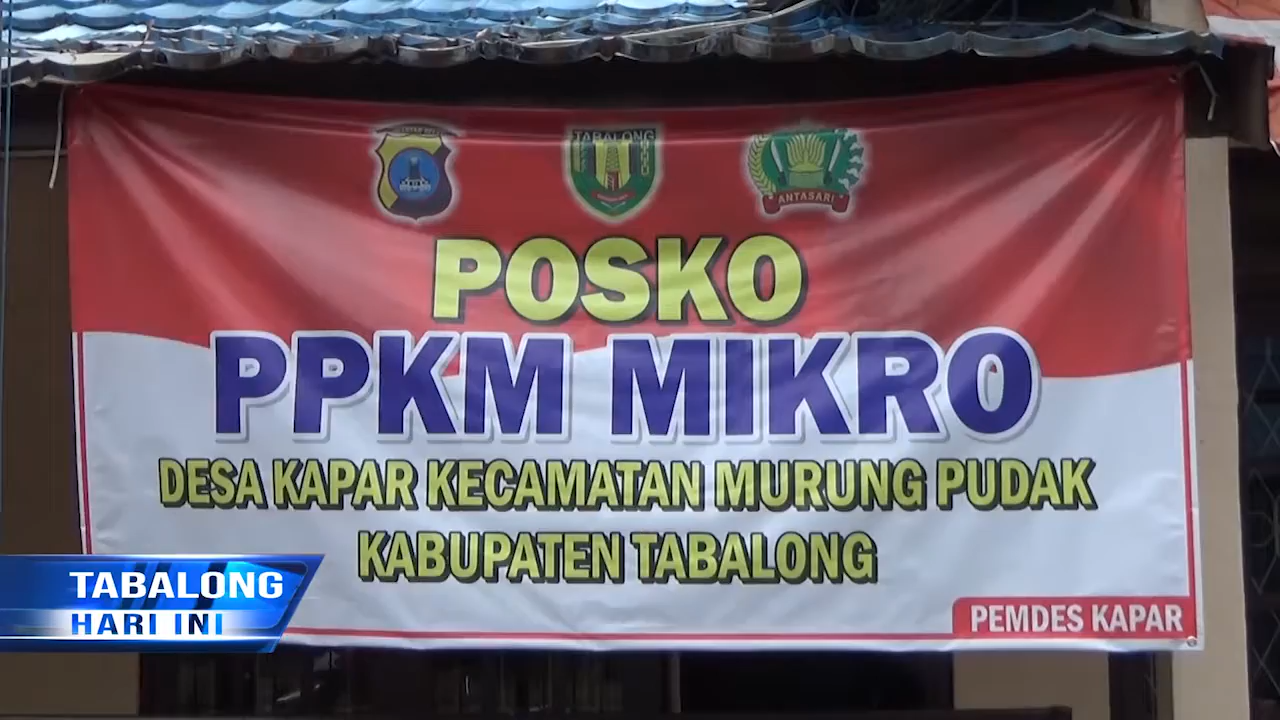 TABALONG
ANTASARI
POSKO
PPKM MIKRO
DESA KAPAR KECAMATAN MURUNG PUDAK
KABUPATEN TABALONG
PEMDES KAPAR
TABALONG
HARI INI